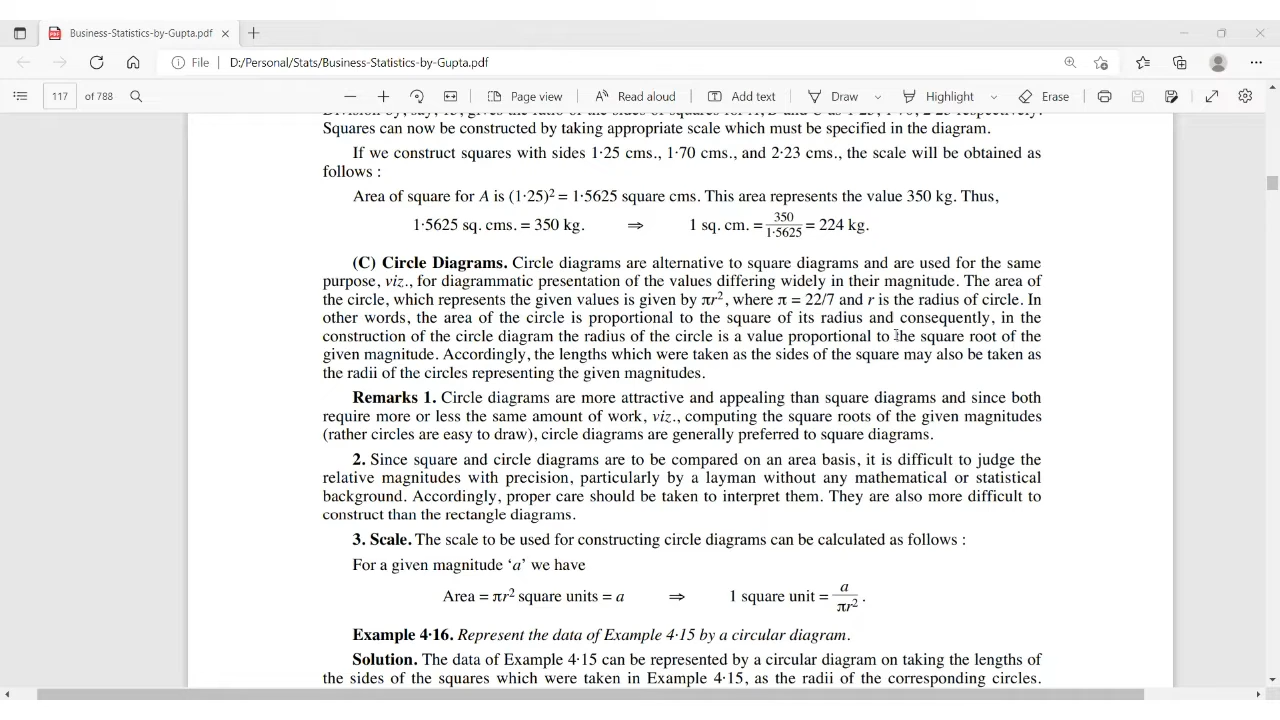 Business-Statistics-by-Gupta.pdf
File | D:/Personal/Stats/Business-Statistics-by-Gupta.pdf
117 of 788 Page view Read aloud Add text Draw Highlight Erase
Squares can now be constructed by taking appropriate scale which must be specified in the diagram.
If we construct squares with sides 1·25 cms., 1·70 cms., and 2·23 cms., the scale will be obtained as
follows :
Area of square for A is (1·25)² = 1·5625 square cms. This area represents the value 350 kg. Thus,
1·5625 sq. cms. = 350 kg. ⇒ 1 sq. cm. = 350/1·5625 = 224 kg.
(C) Circle Diagrams. Circle diagrams are alternative to square diagrams and are used for the same
purpose, viz., for diagrammatic presentation of the values differing widely in their magnitude. The area of
the circle, which represents the given values is given by πr², where π = 22/7 and r is the radius of circle. In
other words, the area of the circle is proportional to the square of its radius and consequently, in the
construction of the circle diagram the radius of the circle is a value proportional to the square root of the
given magnitude. Accordingly, the lengths which were taken as the sides of the square may also be taken as
the radii of the circles representing the given magnitudes.
Remarks 1. Circle diagrams are more attractive and appealing than square diagrams and since both
require more or less the same amount of work, viz., computing the square roots of the given magnitudes
(rather circles are easy to draw), circle diagrams are generally preferred to square diagrams.
2. Since square and circle diagrams are to be compared on an area basis, it is difficult to judge the
relative magnitudes with precision, particularly by a layman without any mathematical or statistical
background. Accordingly, proper care should be taken to interpret them. They are also more difficult to
construct than the rectangle diagrams.
3. Scale. The scale to be used for constructing circle diagrams can be calculated as follows :
For a given magnitude ‘a’ we have
Area = πr² square units = a ⇒ 1 square unit = a/πr² .
Example 4·16. Represent the data of Example 4·15 by a circular diagram.
Solution. The data of Example 4·15 can be represented by a circular diagram on taking the lengths of
the sides of the squares which were taken in Example 4·15, as the radii of the corresponding circles.